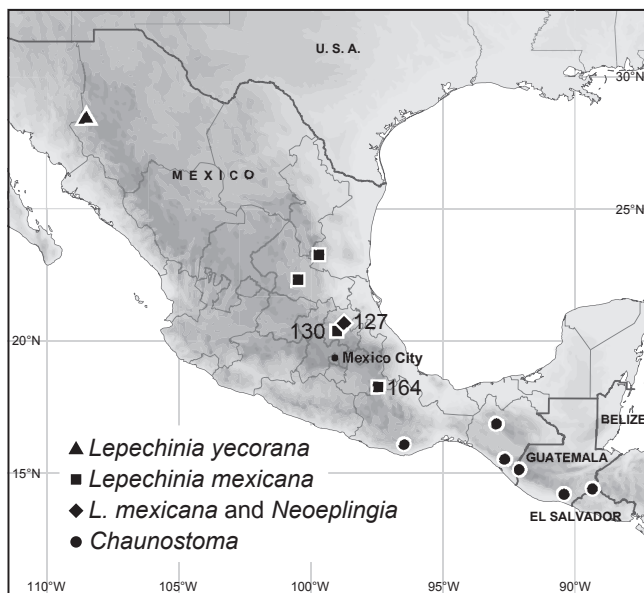 U. S. A.
30°N
MEXICO
25°N
130
127
20°N
Mexico City
164
BELIZE
GUATEMALA
15°N
EL SALVADOR
Lepechinia yecorana
Lepechinia mexicana
L. mexicana and Neoeplingia
Chaunostoma
110°W
105°W
100°W
95°W
90°W